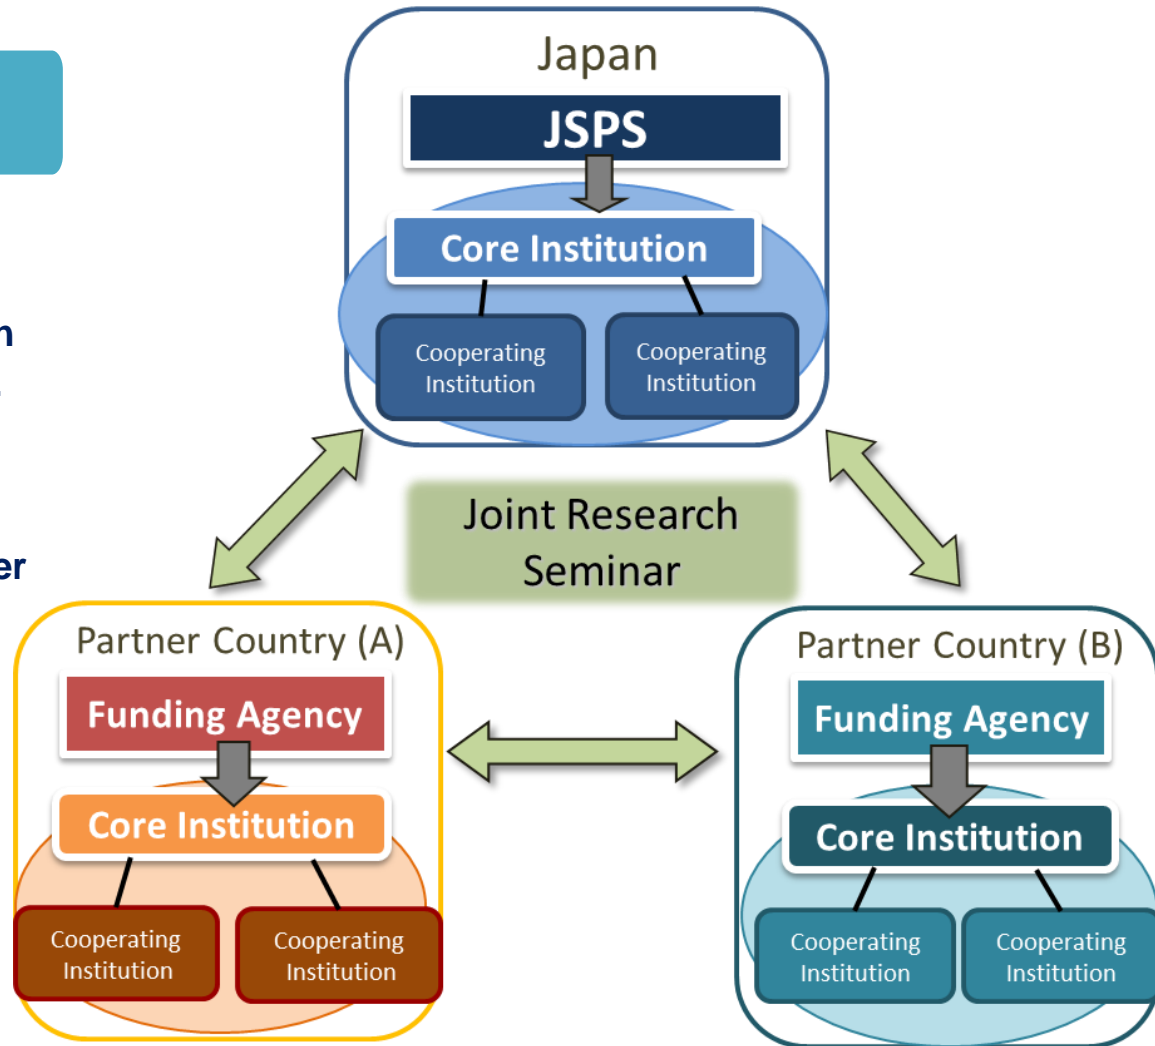 Japan
JSPS
Core Institution
Cooperating
Institution
Cooperating
Institution
Joint Research
Seminar
er
Partner Country (A)
Funding Agency
Core Institution
Cooperating
Institution
Cooperating
Institution
Partner Country (B)
Funding Agency
Core Institution
Cooperating
Institution
Cooperating
Institution